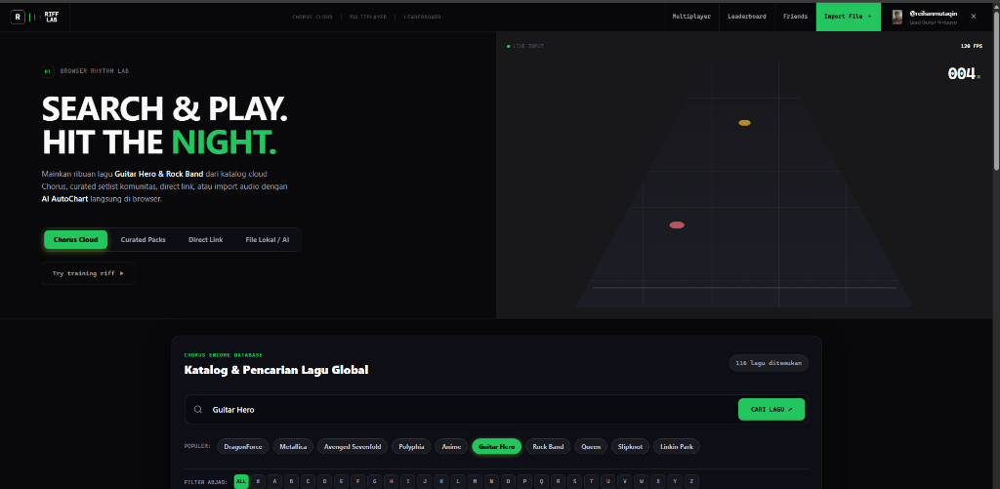 R
RIFF
LAB
CHORUS CLOUD
MULTIPLAYER
LEADERBOARD
Multiplayer
Leaderboard
Friends
Import File
@reihanmutaqin
Lead Guitar Virtuoso
×
01
BROWSER RHYTHM LAB
SEARCH & PLAY.
HIT THE NIGHT.
Mainkan ribuan lagu Guitar Hero & Rock Band dari katalog cloud
Chorus, curated setlist komunitas, direct link, atau import audio dengan
AI AutoChart langsung di browser.
Chorus Cloud
Curated Packs
Direct Link
File Lokal / AI
Try training riff
LIVE INPUT
120 FPS
004×
CHORUS ENCORE DATABASE
Katalog & Pencarian Lagu Global
116 lagu ditemukan
Guitar Hero
CARI LAGU ↗
POPULER:
DragonForce
Metallica
Avenged Sevenfold
Polyphia
Anime
Guitar Hero
Rock Band
Queen
Slipknot
Linkin Park
FILTER ABJAD:
ALL # A B C D E F G H I J K L M N O P Q R S T U V W X Y Z